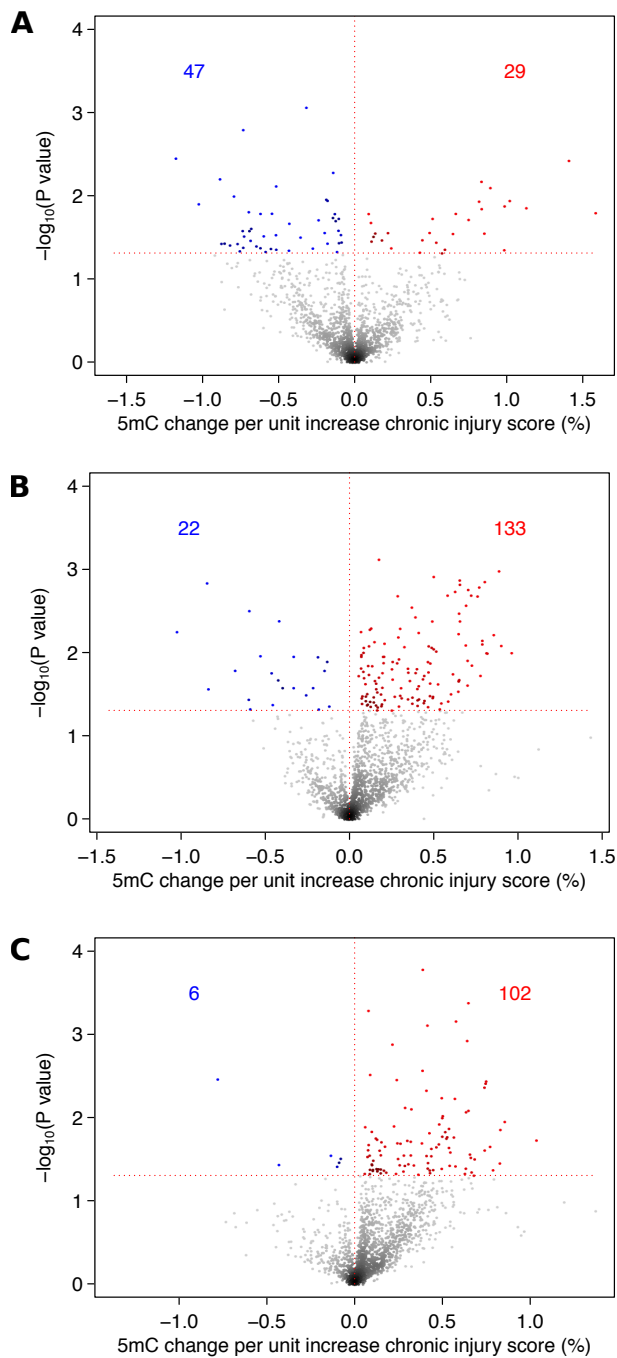 A
47
29
4
3
2
1
0
−log10(P value)
−1.5 −1.0 −0.5 0.0 0.5 1.0 1.5
5mC change per unit increase chronic injury score (%)
B
22
133
4
3
2
1
0
−log10(P value)
−1.5 −1.0 −0.5 0.0 0.5 1.0 1.5
5mC change per unit increase chronic injury score (%)
C
6
102
4
3
2
1
0
−log10(P value)
−1.0 −0.5 0.0 0.5 1.0
5mC change per unit increase chronic injury score (%)